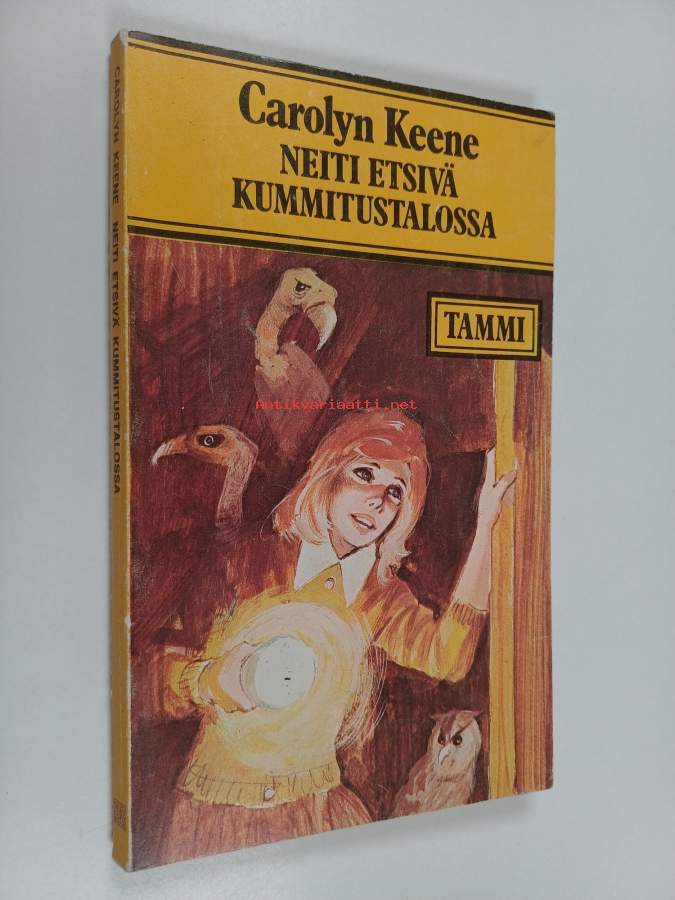 Carolyn Keene
NEITI ETSIVÄ
KUMMITUSTALOSSA
TAMMI
Antikvariaatti.net
CAROLYN KEENE NEITI ETSIVÄ KUMMITUSTALOSSA